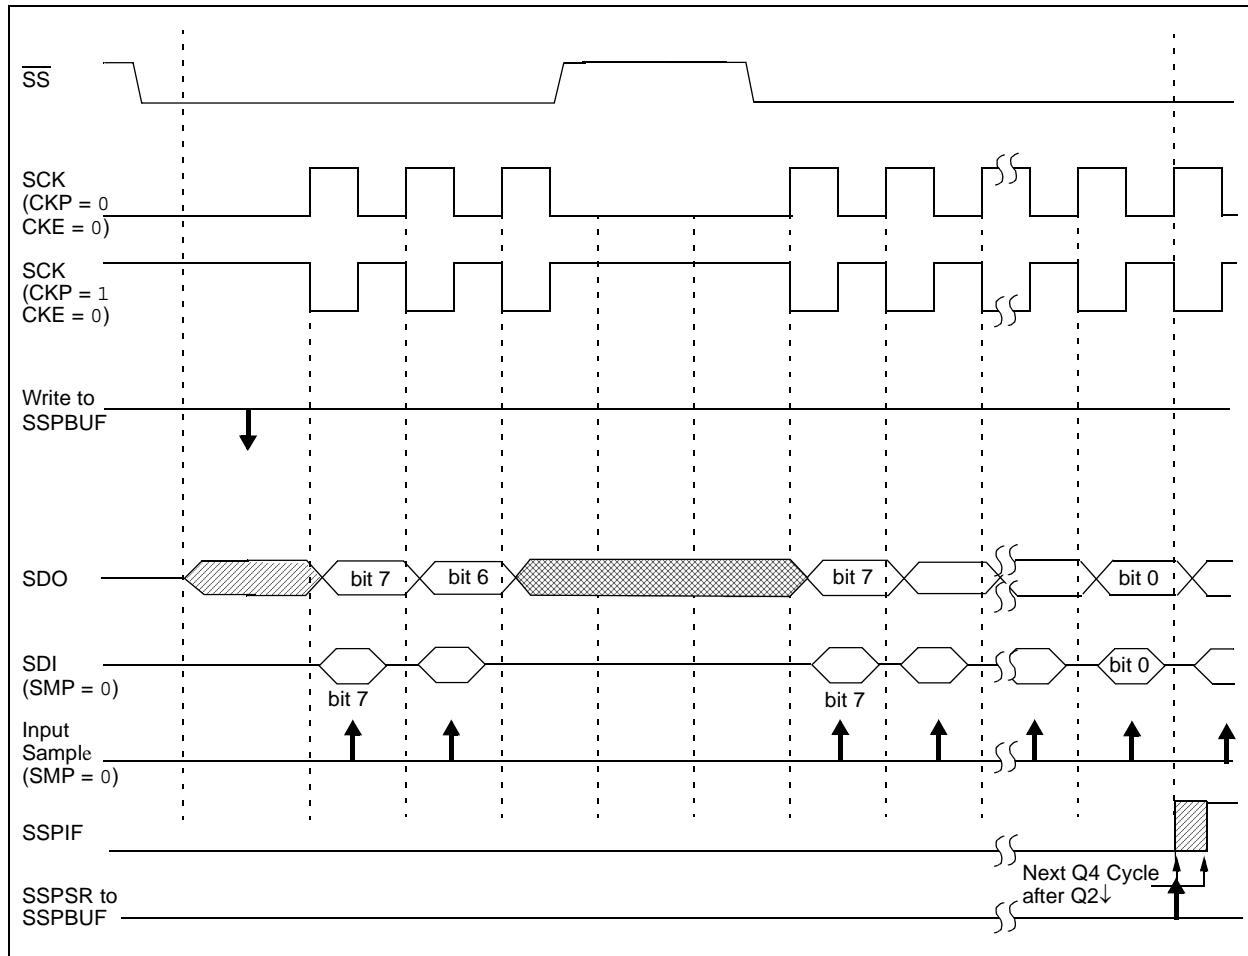 SS
SCK
(CKP = 0
CKE = 0)
SCK
(CKP = 1
CKE = 0)
Write to
SSPBUF
SDO
bit 7
bit 6
bit 7
bit 0
SDI
(SMP = 0)
bit 7
bit 7
bit 0
Input
Sample
(SMP = 0)
SSPIF
Next Q4 Cycle
after Q2↓
SSPSR to
SSPBUF